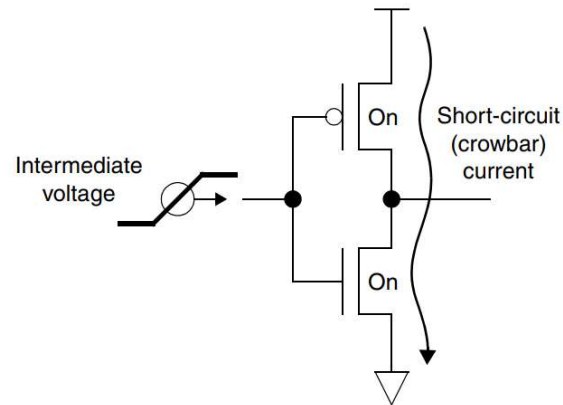 On
Short-circuit
(crowbar)
current
Intermediate
voltage
On